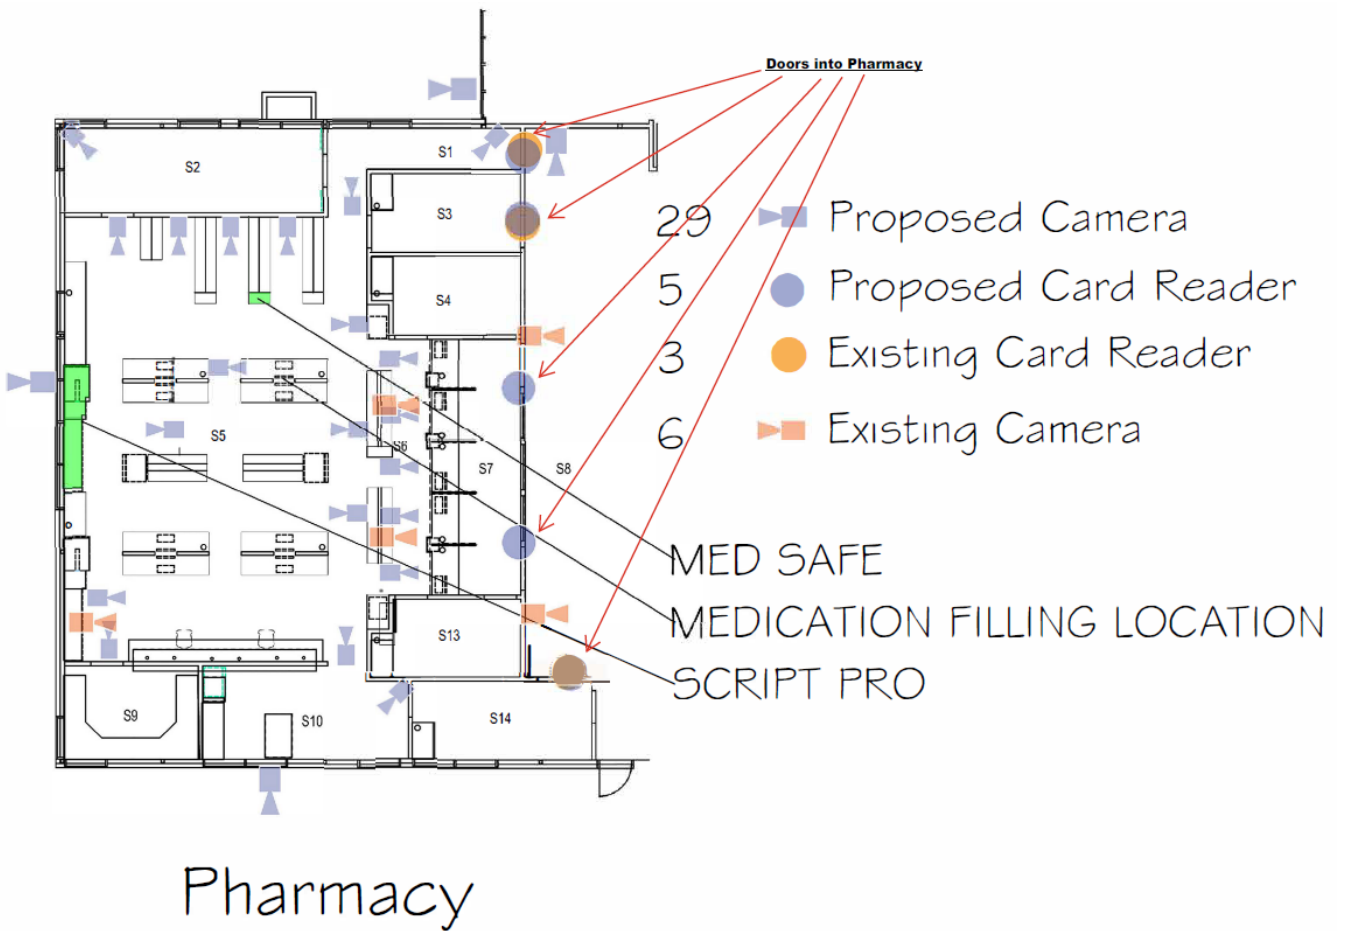 Doors into Pharmacy
S1
S2
S3
29 Proposed Camera
5 Proposed Card Reader
S4
3 Existing Card Reader
6 Existing Camera
S5
S6
S7
S8
MED SAFE
MEDICATION FILLING LOCATION
S13
SCRIPT PRO
S9
S10
S14
Pharmacy